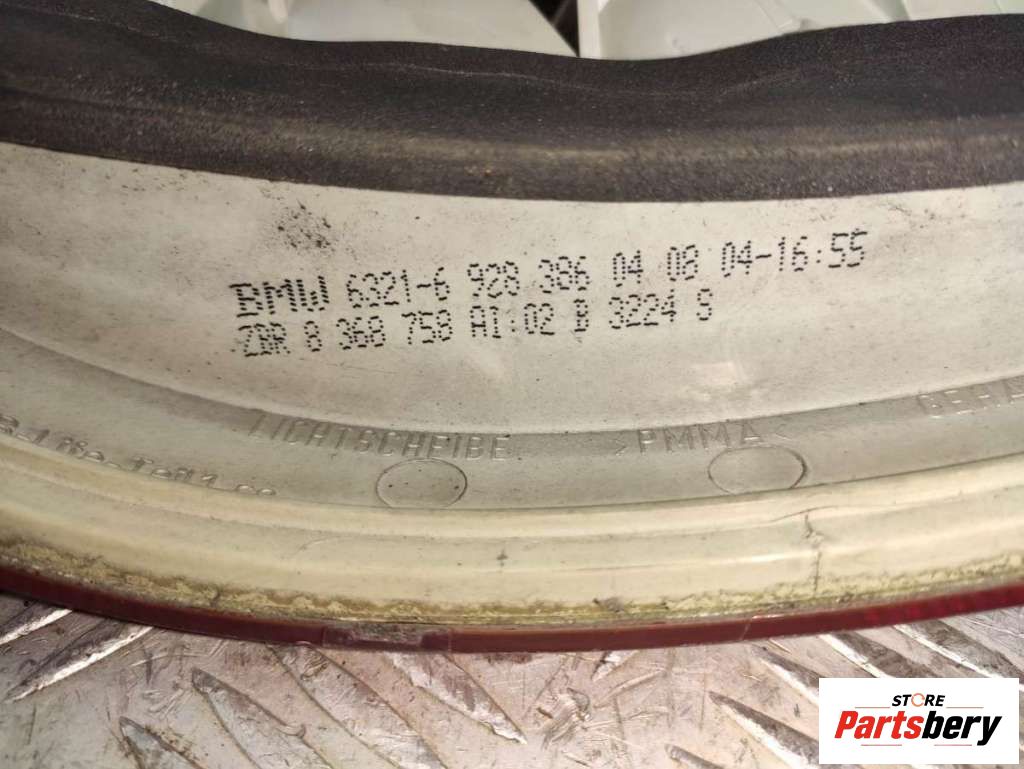 BMW 6321-6 928 386 04 08 04-16:55
ZBR 8 368 758 AI:02 B 3224 S
LICHTSCHEIBE >PMMA<
STORE
Partsbery